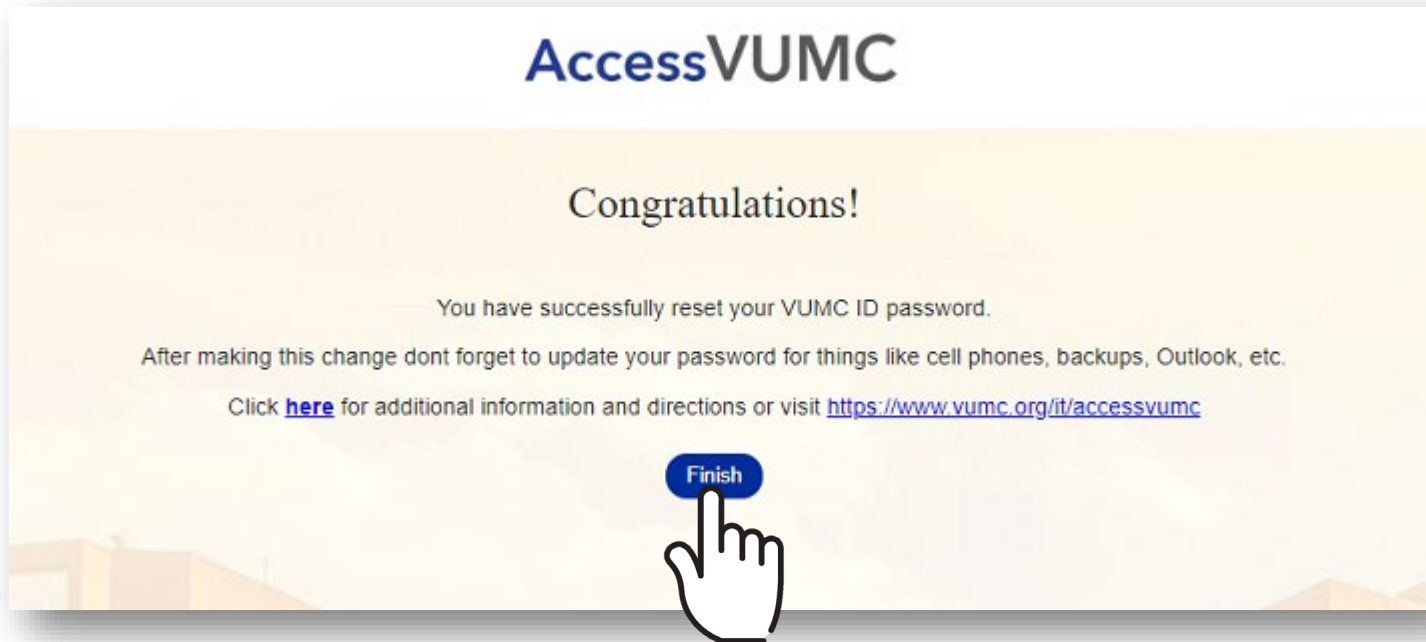 AccessVUMC
Congratulations!
You have successfully reset your VUMC ID password.
After making this change dont forget to update your password for things like cell phones, backups, Outlook, etc.
Click here for additional information and directions or visit https://www.vumc.org/it/accessvumc
Finish